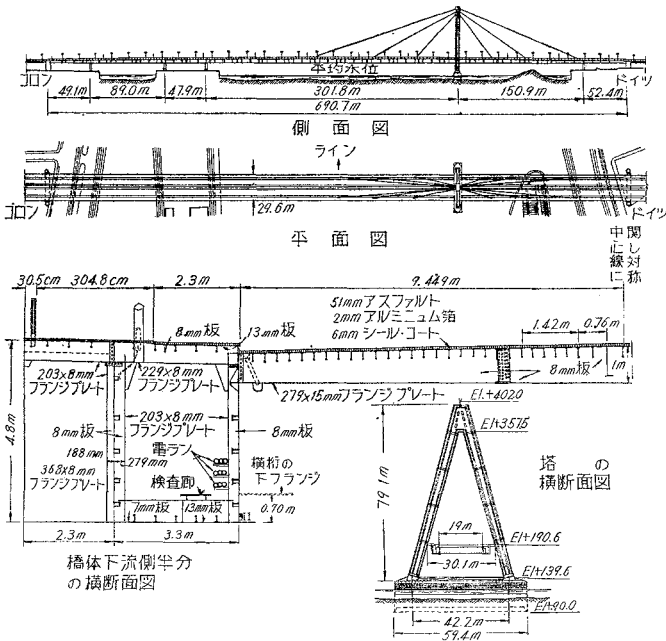 平均水位
ゴロン
ドイツ
49.1m 89.0m 47.9m 301.8m 150.9m 52.4m
690.7m
側面図
ライン
29.6m
ゴロン
ドイツ
平面図
中心線に
関し対称
30.5cm 304.8cm 2.3m 9.449m
51mmアスファルト
2mmアルミニュム箔
6mmシール・コート
8mm板
13mm板
1.42m 0.76m
1m
8mm板
203×8mm
フランジプレート
229×8mm
フランジプレート
279×15mmフランジプレート
203×8mm
フランジプレート
8mm板
8mm板
188mm
279mm
368×8mm
フランジプレート
電ラン
検査廊
横桁の
下フランジ
7mm板
13mm板
0.70m
4.8m
2.3m 3.3m
橋体下流側半分
の横断面図
El.+402.0
El+357.5
塔の
横断面図
79.1m
19m
El+190.6
30.1m
El+139.6
El+90.0
42.2m
59.4m